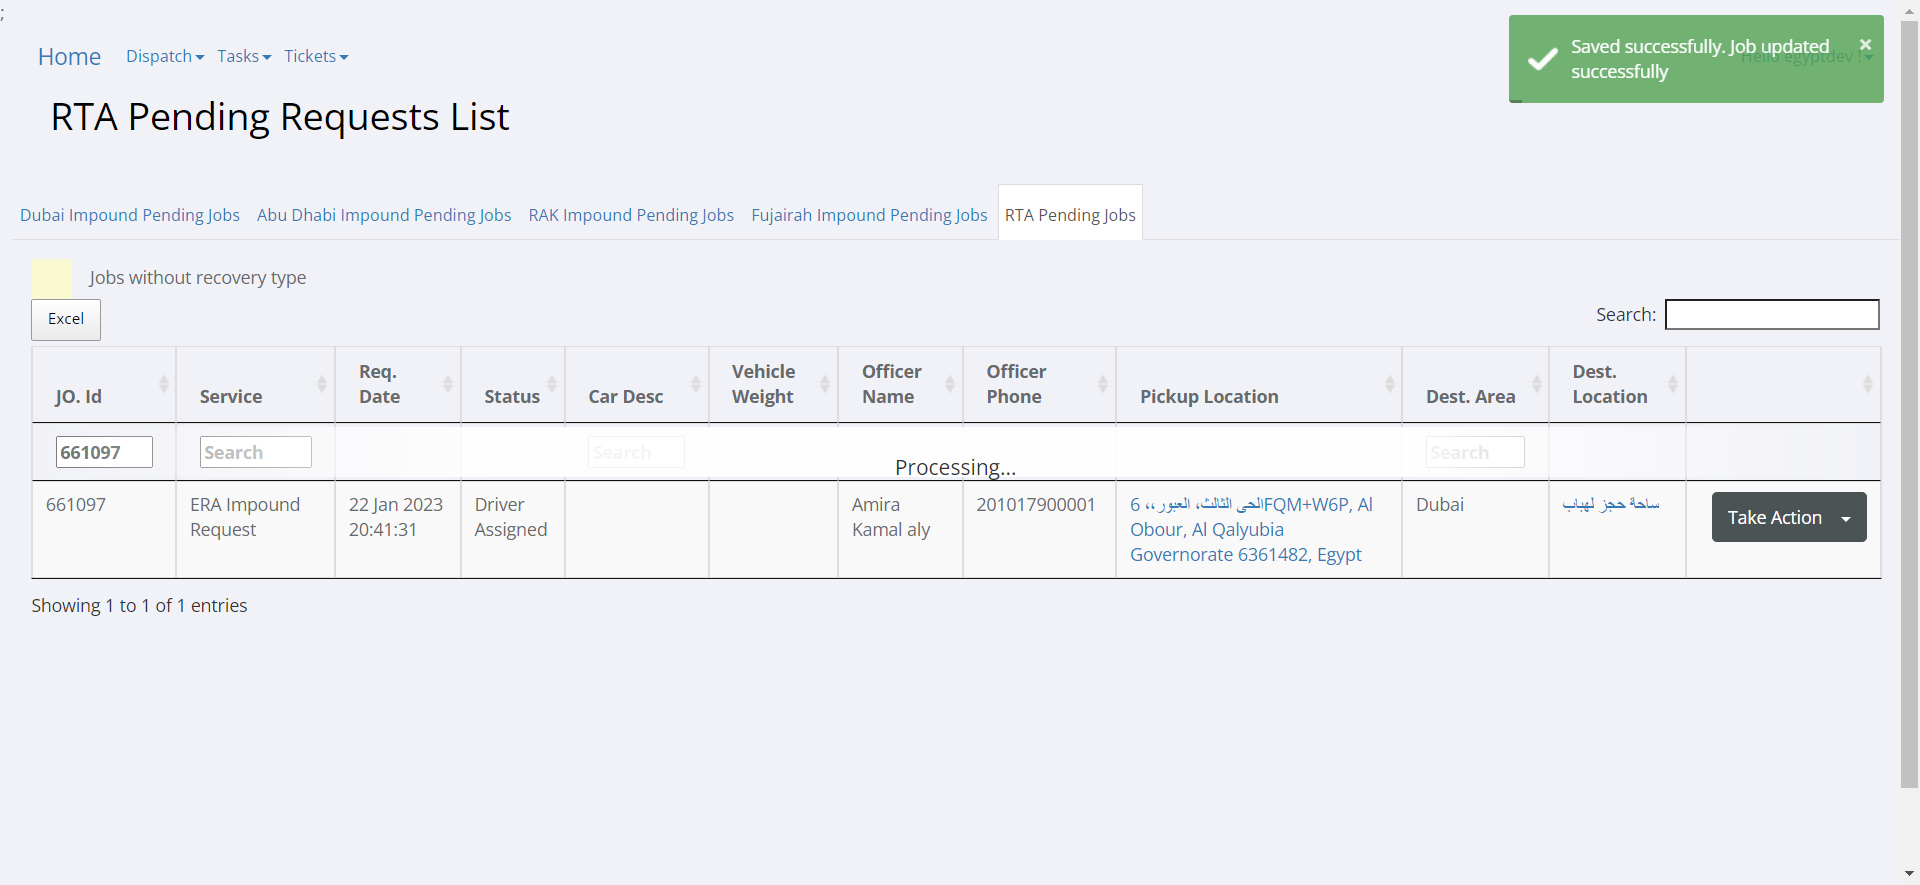 ;
Home Dispatch Tasks Tickets
Saved successfully. Job updated
successfully
Hello egyptdev !
RTA Pending Requests List
Dubai Impound Pending Jobs Abu Dhabi Impound Pending Jobs RAK Impound Pending Jobs Fujairah Impound Pending Jobs RTA Pending Jobs
Jobs without recovery type
Excel
Search:
JO. Id Service Req. Date Status Car Desc Vehicle Weight Officer Name Officer Phone Pickup Location Dest. Area Dest. Location
661097 Search Search Search
Processing...
661097 ERA Impound Request 22 Jan 2023 20:41:31 Driver Assigned Amira Kamal aly 201017900001
6 الحى الثالث، العبور،،FQM+W6P, Al
Obour, Al Qalyubia
Governorate 6361482, Egypt
Dubai
ساحة حجز لهباب
Take Action
Showing 1 to 1 of 1 entries